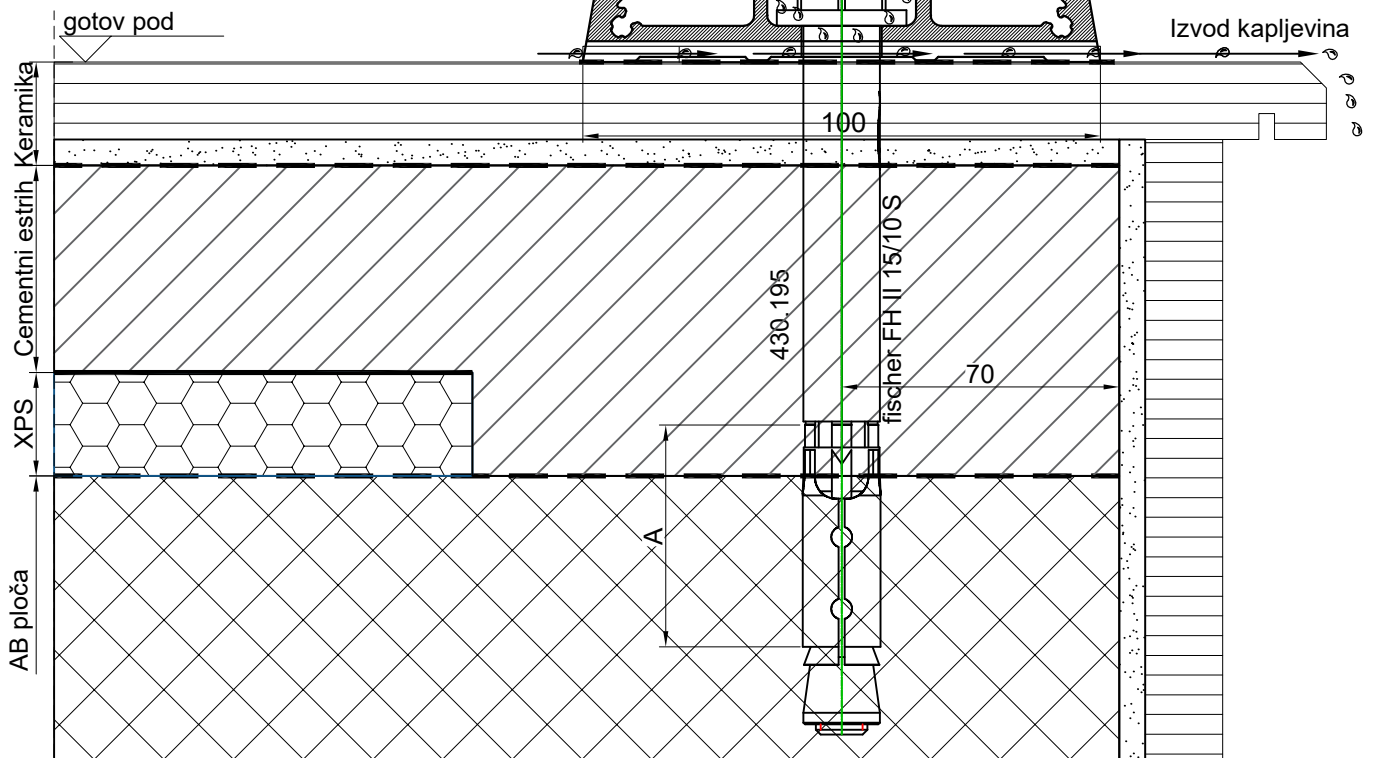 gotov pod
Izvod kapljevina
Keramika
100
Cementni estrih
fischer FH II 15/10 S
430.195
70
XPS
A
AB ploča